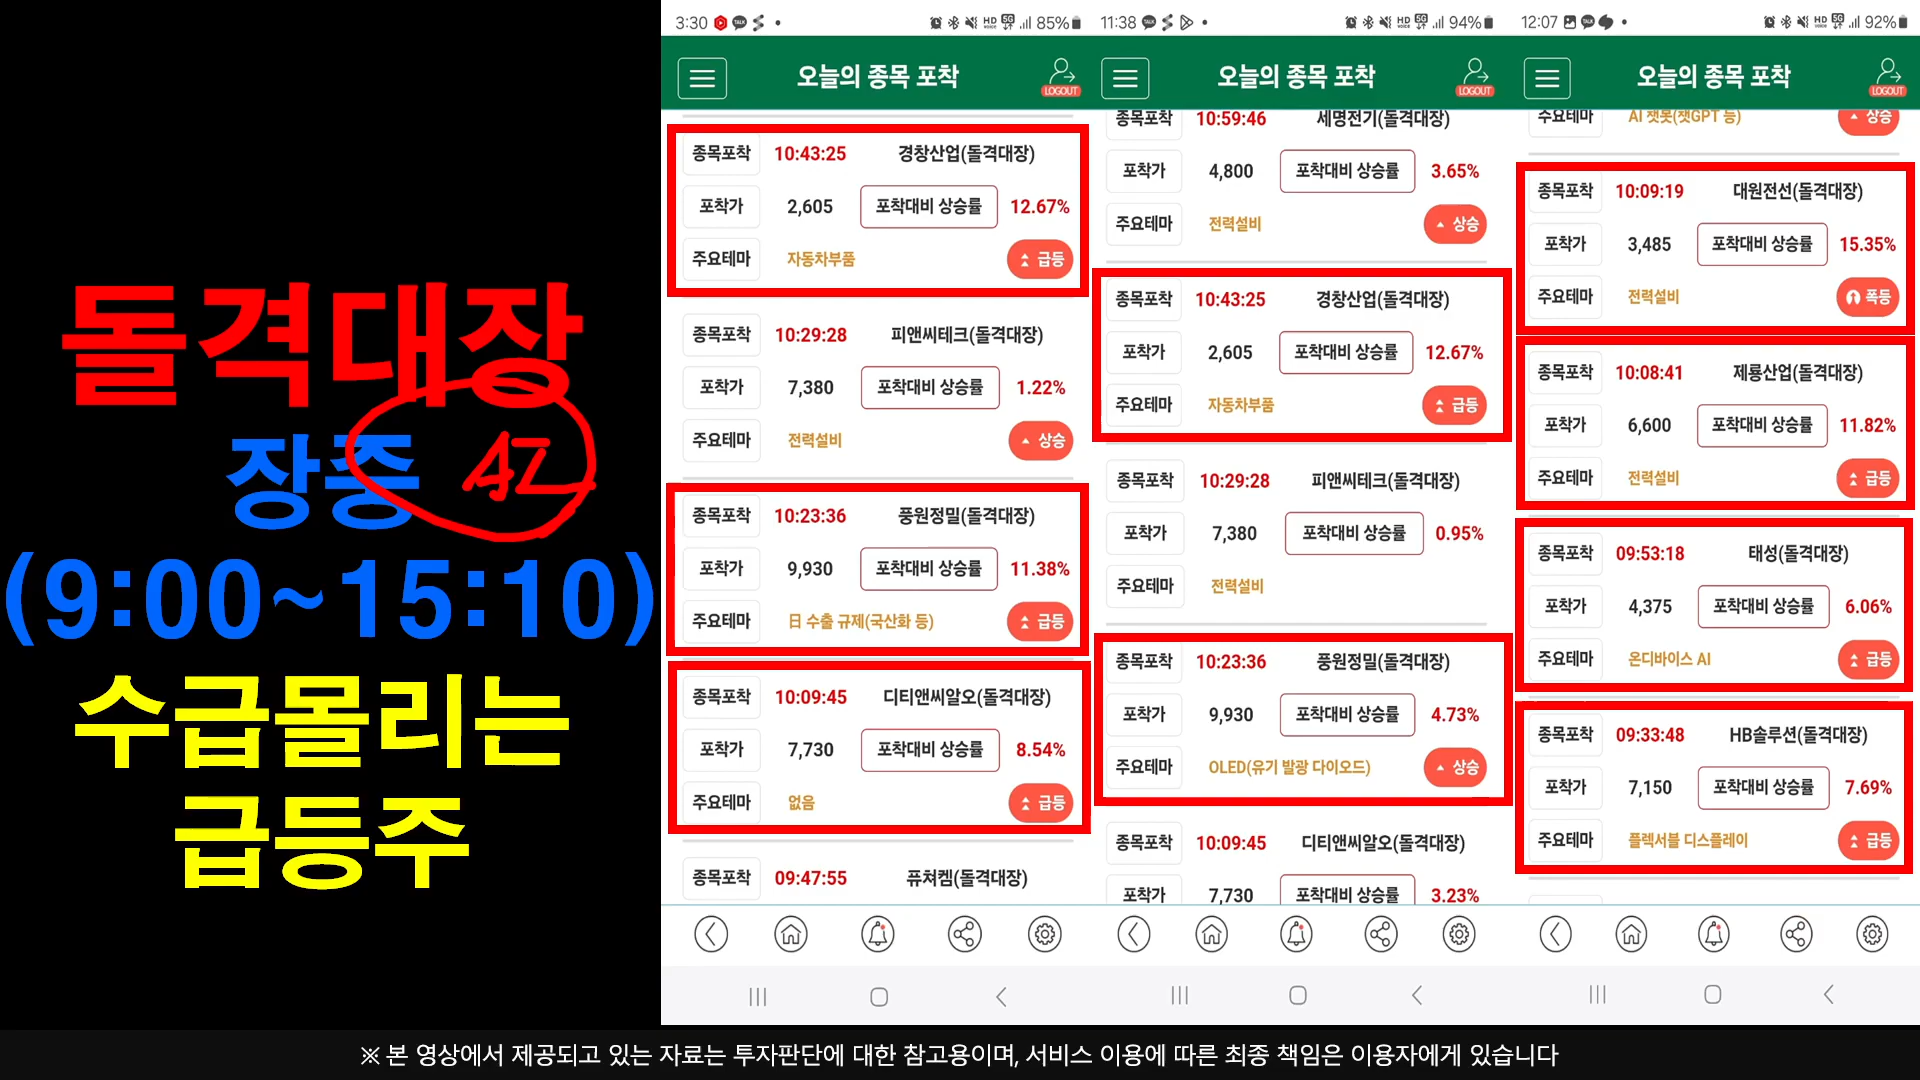 돌격대장
장중 AI
(9:00~15:10)
수급몰리는
급등주
3:30 TALK HD VOICE 5G 85%
오늘의 종목 포착
LOGOUT
종목포착 10:43:25 경창산업(돌격대장)
포착가 2,605 포착대비 상승률 12.67%
주요테마 자동차부품 급등
종목포착 10:29:28 피앤씨테크(돌격대장)
포착가 7,380 포착대비 상승률 1.22%
주요테마 전력설비 상승
종목포착 10:23:36 풍원정밀(돌격대장)
포착가 9,930 포착대비 상승률 11.38%
주요테마 日 수출 규제(국산화 등) 급등
종목포착 10:09:45 디티앤씨알오(돌격대장)
포착가 7,730 포착대비 상승률 8.54%
주요테마 없음 급등
종목포착 09:47:55 퓨쳐켐(돌격대장)
11:38 TALK HD VOICE 5G 94%
오늘의 종목 포착
LOGOUT
종목포착 10:59:46 세명전기(돌격대장)
포착가 4,800 포착대비 상승률 3.65%
주요테마 전력설비 상승
종목포착 10:43:25 경창산업(돌격대장)
포착가 2,605 포착대비 상승률 12.67%
주요테마 자동차부품 급등
종목포착 10:29:28 피앤씨테크(돌격대장)
포착가 7,380 포착대비 상승률 0.95%
주요테마 전력설비
종목포착 10:23:36 풍원정밀(돌격대장)
포착가 9,930 포착대비 상승률 4.73%
주요테마 OLED(유기 발광 다이오드) 상승
종목포착 10:09:45 디티앤씨알오(돌격대장)
포착가 7,730 포착대비 상승률 3.23%
12:07 TALK HD VOICE 5G 92%
오늘의 종목 포착
LOGOUT
주요테마 AI 챗봇(챗GPT 등) 상승
종목포착 10:09:19 대원전선(돌격대장)
포착가 3,485 포착대비 상승률 15.35%
주요테마 전력설비 폭등
종목포착 10:08:41 제룡산업(돌격대장)
포착가 6,600 포착대비 상승률 11.82%
주요테마 전력설비 급등
종목포착 09:53:18 태성(돌격대장)
포착가 4,375 포착대비 상승률 6.06%
주요테마 온디바이스 AI 급등
종목포착 09:33:48 HB솔루션(돌격대장)
포착가 7,150 포착대비 상승률 7.69%
주요테마 플렉서블 디스플레이 급등
※ 본 영상에서 제공되고 있는 자료는 투자판단에 대한 참고용이며, 서비스 이용에 따른 최종 책임은 이용자에게 있습니다